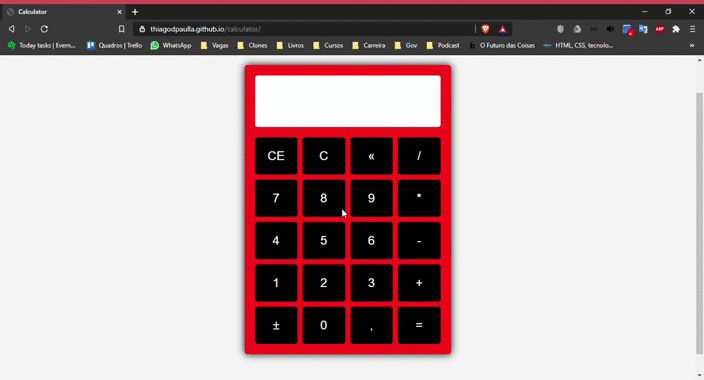 Calculator
thiagodpaulla.github.io/calculator/
Today tasks | Evern... Quadros | Trello WhatsApp Vagas Clones Livros Cursos Carreira Gov Podcast O Futuro das Coisas HTML, CSS, tecnolo... »
CE C « /
7 8 9 *
4 5 6 -
1 2 3 +
± 0 , =